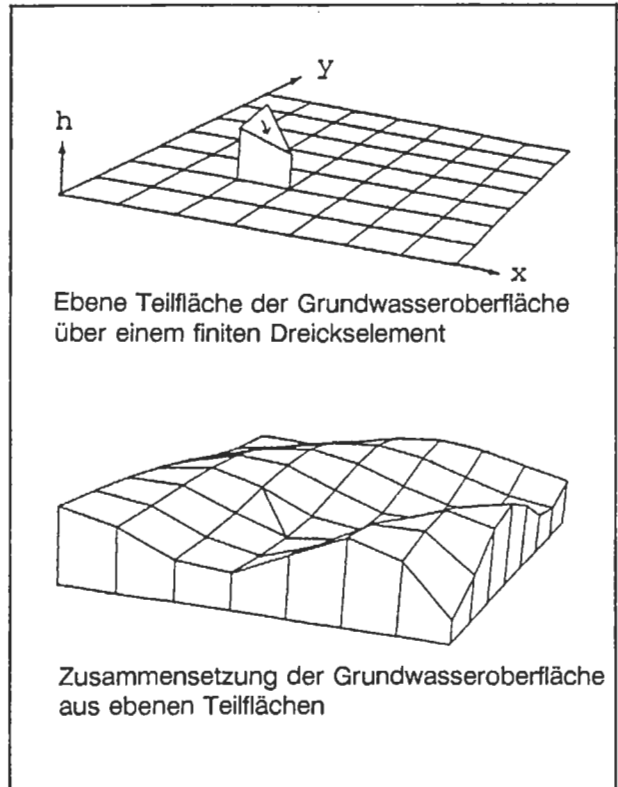 y
h
x
Ebene Teilfläche der Grundwasseroberfläche
über einem finiten Dreickselement
Zusammensetzung der Grundwasseroberfläche
aus ebenen Teilflächen